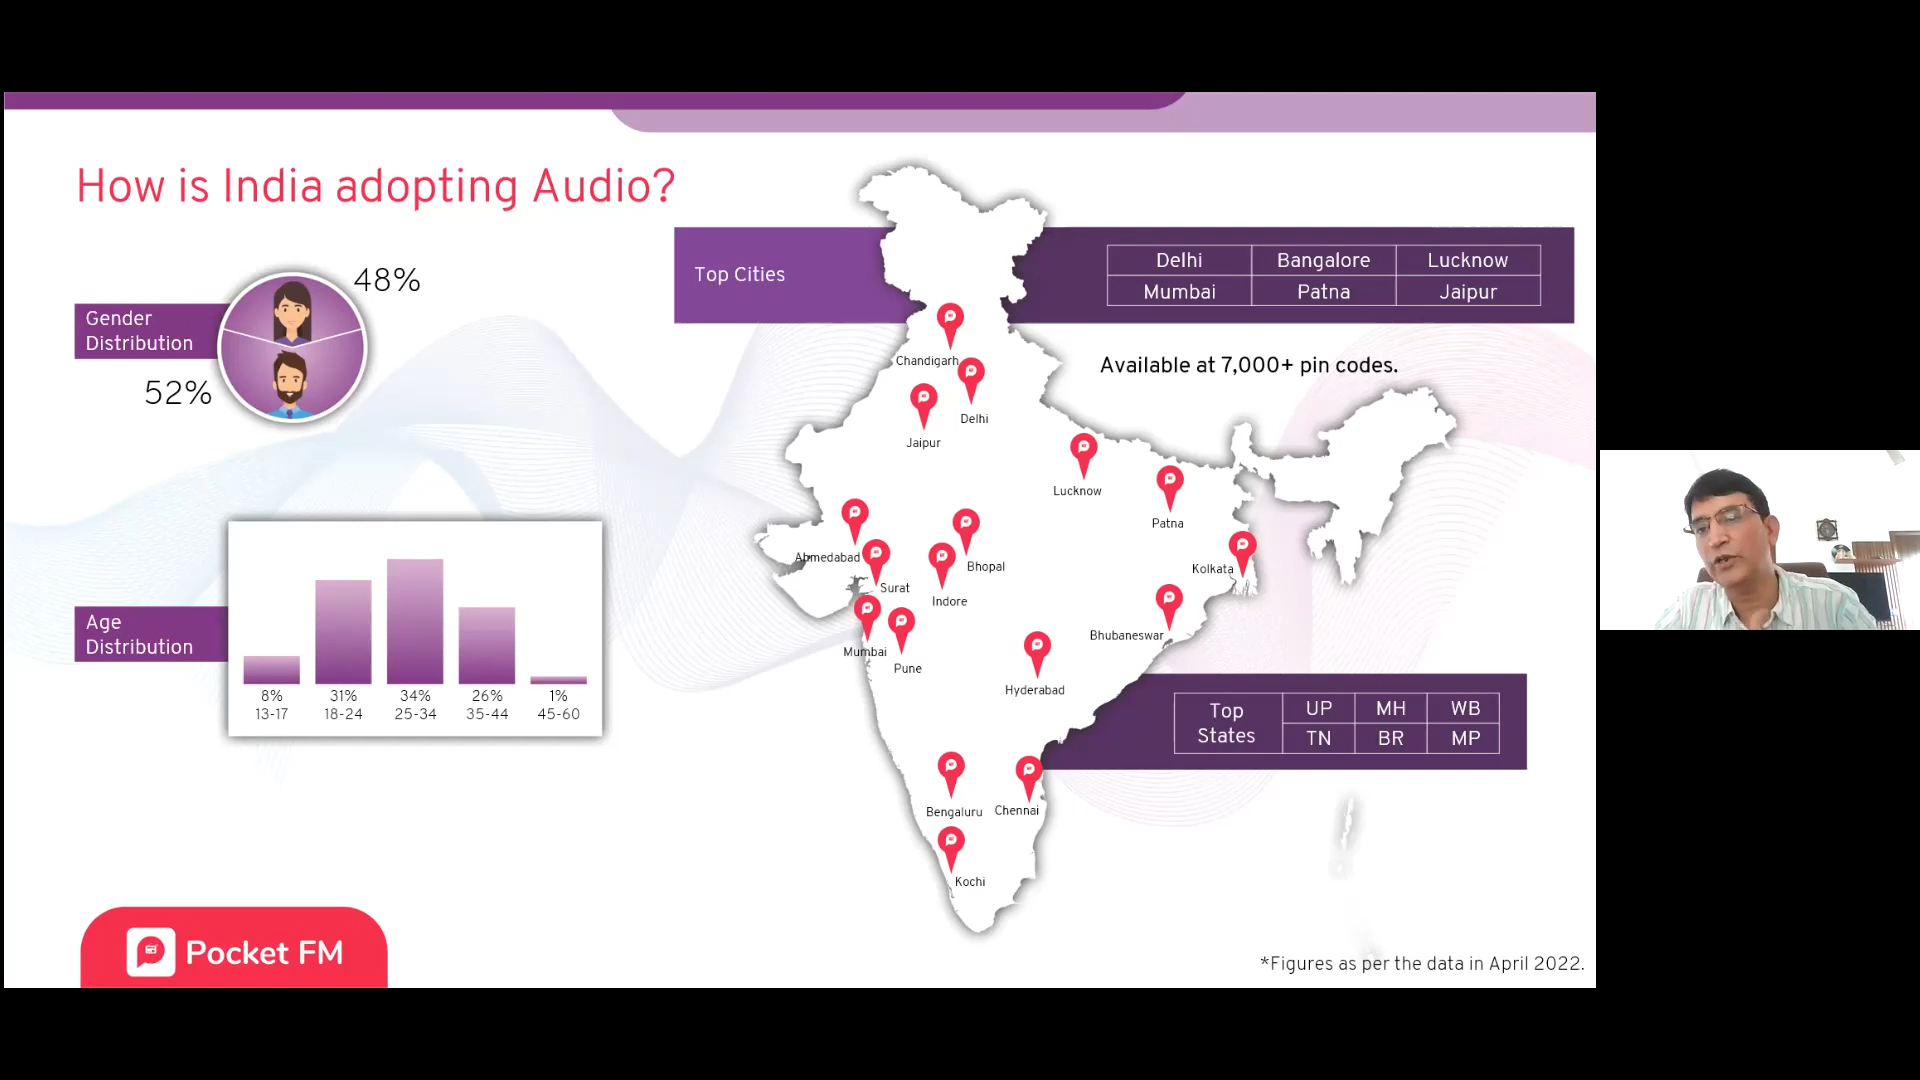 How is India adopting Audio?
48%
Gender
Distribution
52%
Top Cities
Delhi Bangalore Lucknow
Mumbai Patna Jaipur
Available at 7,000+ pin codes.
Chandigarh
Delhi
Jaipur
Lucknow
Patna
Ahmedabad
Bhopal
Kolkata
Surat
Indore
Bhubaneswar
Mumbai
Pune
Hyderabad
Bengaluru
Chennai
Kochi
Age
Distribution
8% 31% 34% 26% 1%
13-17 18-24 25-34 35-44 45-60
Top
States
UP MH WB
TN BR MP
Pocket FM
*Figures as per the data in April 2022.